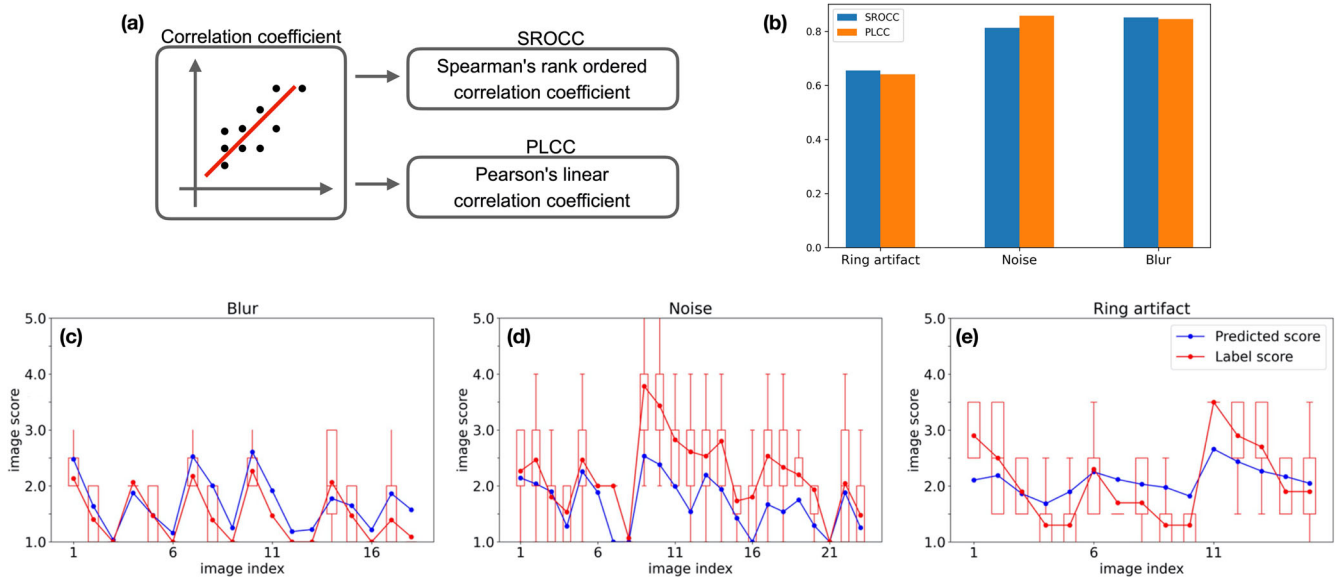 (a)
Correlation coefficient
SROCC
Spearman's rank ordered
correlation coefficient
PLCC
Pearson's linear
correlation coefficient
(b)
SROCC
PLCC
0.8
0.6
0.4
0.2
0.0
Ring artifact
Noise
Blur
Blur
(c)
image score
5.0
4.0
3.0
2.0
1.0
1
6
11
16
image index
Noise
(d)
image score
5.0
4.0
3.0
2.0
1.0
1
6
11
16
21
image index
Ring artifact
(e)
Predicted score
Label score
image score
5.0
4.0
3.0
2.0
1.0
1
6
11
image index